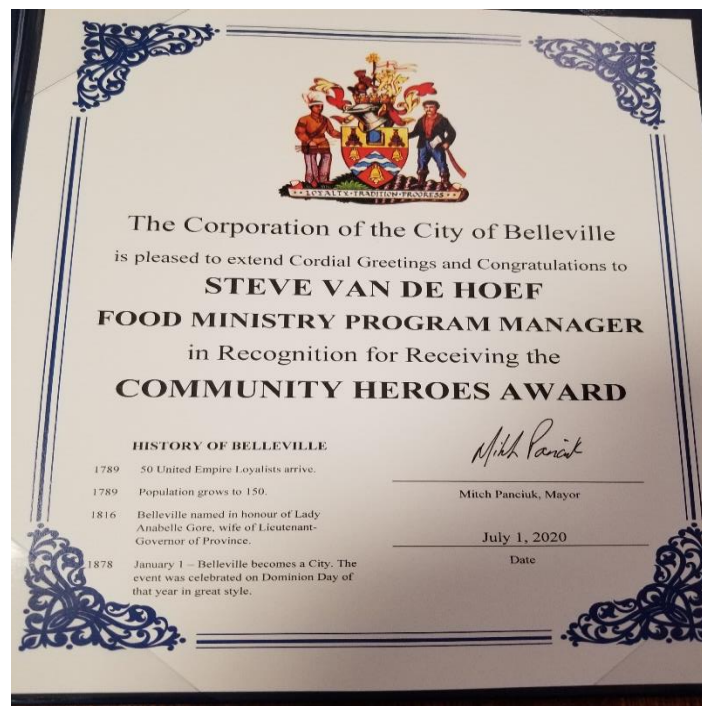 LOYALTY•TRADITION•PROGRESS
The Corporation of the City of Belleville
is pleased to extend Cordial Greetings and Congratulations to
STEVE VAN DE HOEF
FOOD MINISTRY PROGRAM MANAGER
in Recognition for Receiving the
COMMUNITY HEROES AWARD
HISTORY OF BELLEVILLE
1789 50 United Empire Loyalists arrive.
1789 Population grows to 150.
1816 Belleville named in honour of Lady
Anabelle Gore, wife of Lieutenant-
Governor of Province.
1878 January 1 – Belleville becomes a City. The
event was celebrated on Dominion Day of
that year in great style.
Mitch Panciuk
Mitch Panciuk, Mayor
July 1, 2020
Date